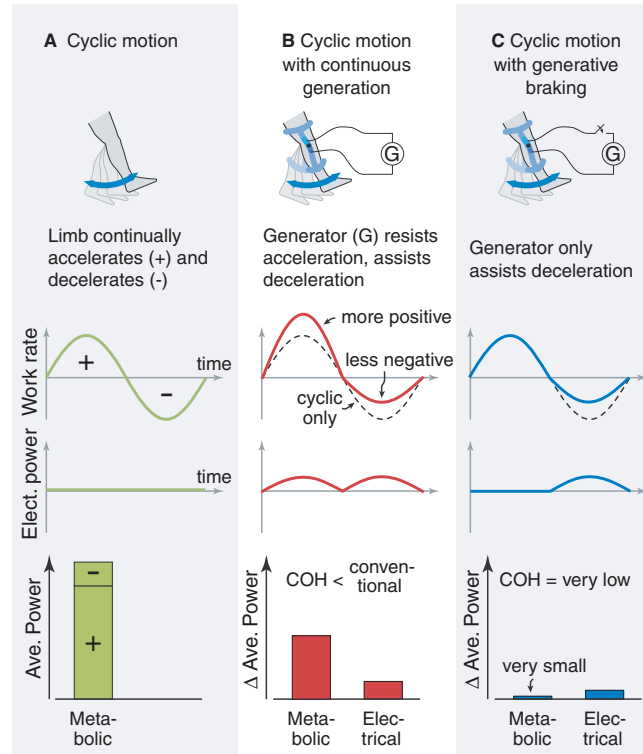 A Cyclic motion
Limb continually
accelerates (+) and
decelerates (-)
Work rate
+
-
time
Elect. power
time
Ave. Power
-
+
Meta-
bolic
B Cyclic motion
with continuous
generation
G
Generator (G) resists
acceleration, assists
deceleration
more positive
less negative
cyclic
only
Δ Ave. Power
COH < conven-
tional
Meta-
bolic
Elec-
trical
C Cyclic motion
with generative
braking
G
Generator only
assists deceleration
Δ Ave. Power
COH = very low
very small
Meta-
bolic
Elec-
trical